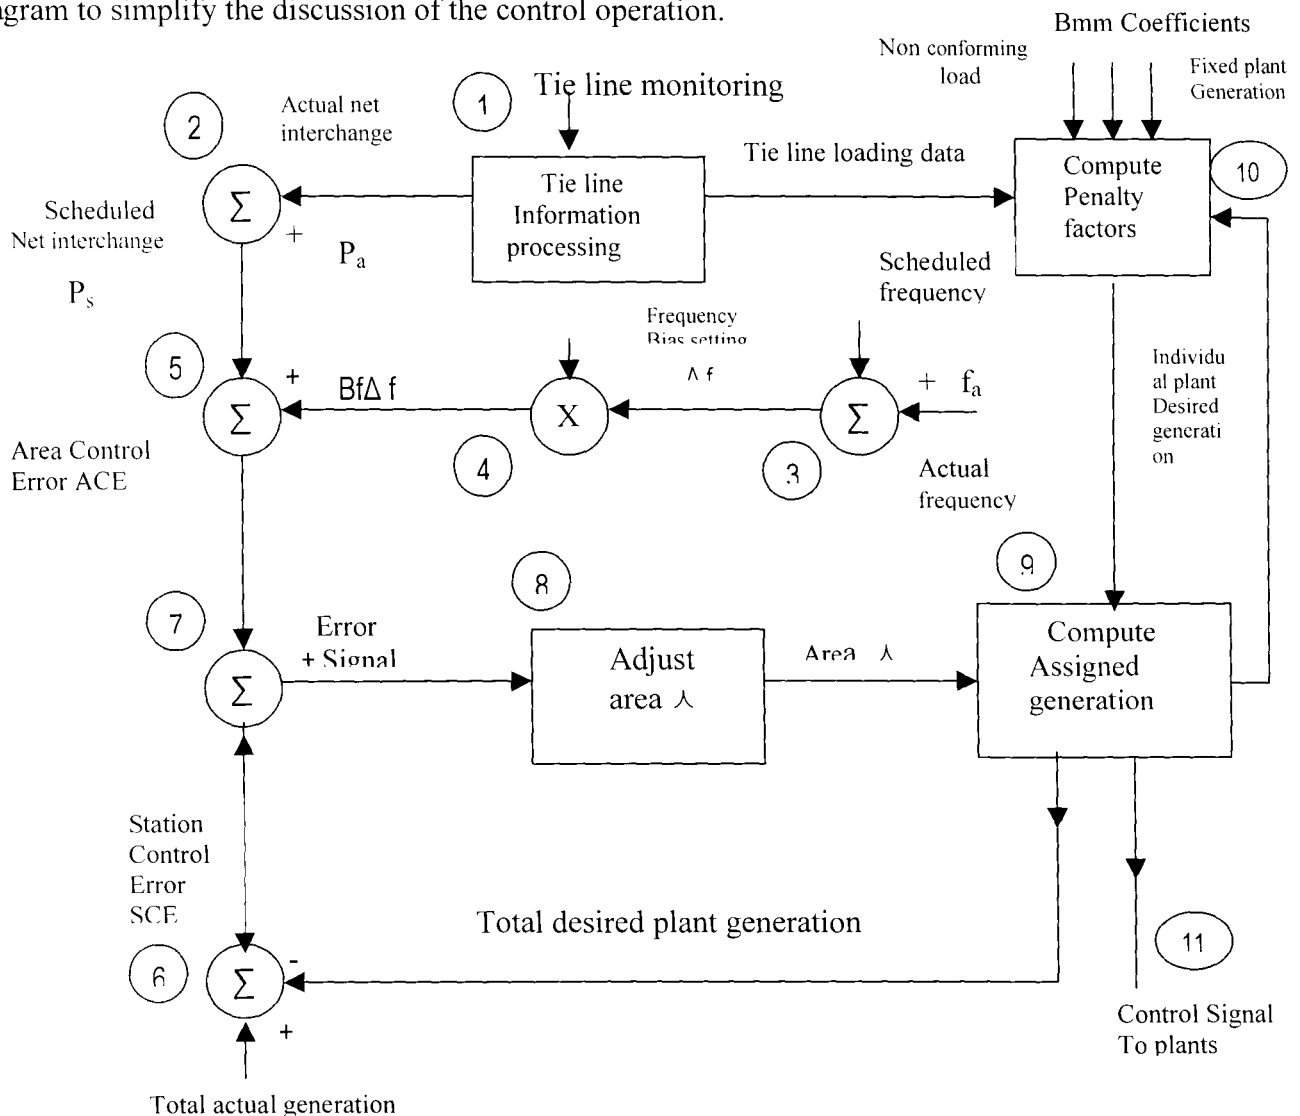 agram to simplify the discussion of the control operation.
Bmm Coefficients
Non conforming
load
Fixed plant
Generation
1
Tie line monitoring
2
Actual net
interchange
Tie line loading data
Compute
Penalty
factors
10
Tie line
Information
processing
Σ
+
Pa
Scheduled
Net interchange
Ps
Scheduled
frequency
Frequency
Bias setting
Δ f
5
+
BfΔ f
X
Σ
+ fa
Σ
Individu
al plant
Desired
generati
on
4
3
Actual
frequency
Area Control
Error ACE
8
9
7
Error
+ Signal
Σ
Adjust
area λ
Area λ
Compute
Assigned
generation
Station
Control
Error
SCE
Total desired plant generation
6
Σ
-
+
11
Control Signal
To plants
Total actual generation